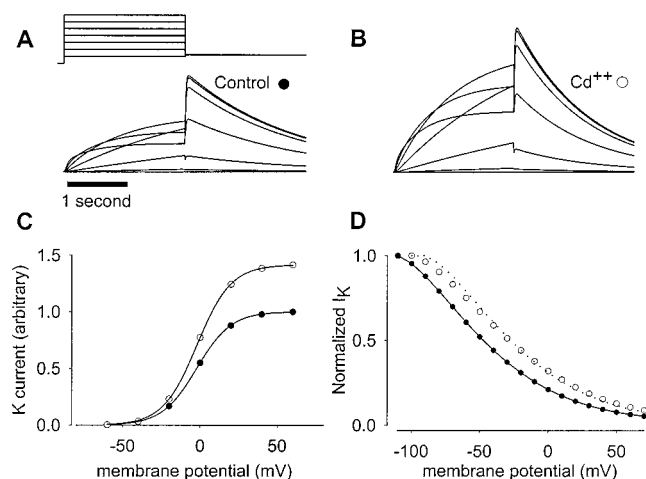 A
B
Control ●
Cd++ ○
1 second
C
D
K current (arbitrary)
1.5
1.0
0.5
0.0
-50
0
50
membrane potential (mV)
Normalized IK
1.0
0.5
0.0
-100
-50
0
50
membrane potential (mV)